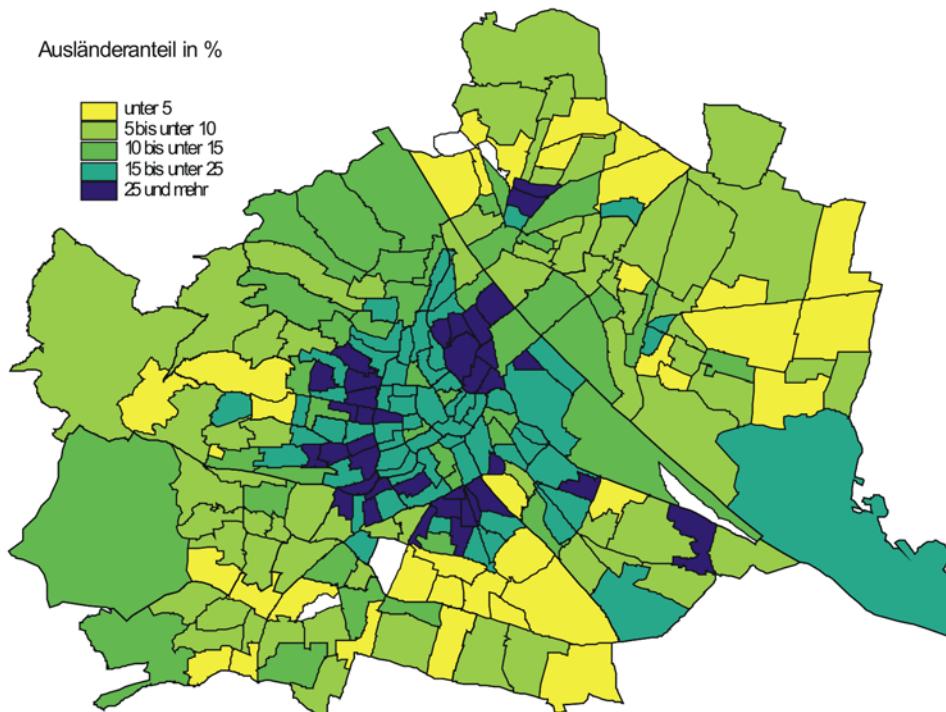 Ausländeranteil in %
unter 5
5 bis unter 10
10 bis unter 15
15 bis unter 25
25 und mehr